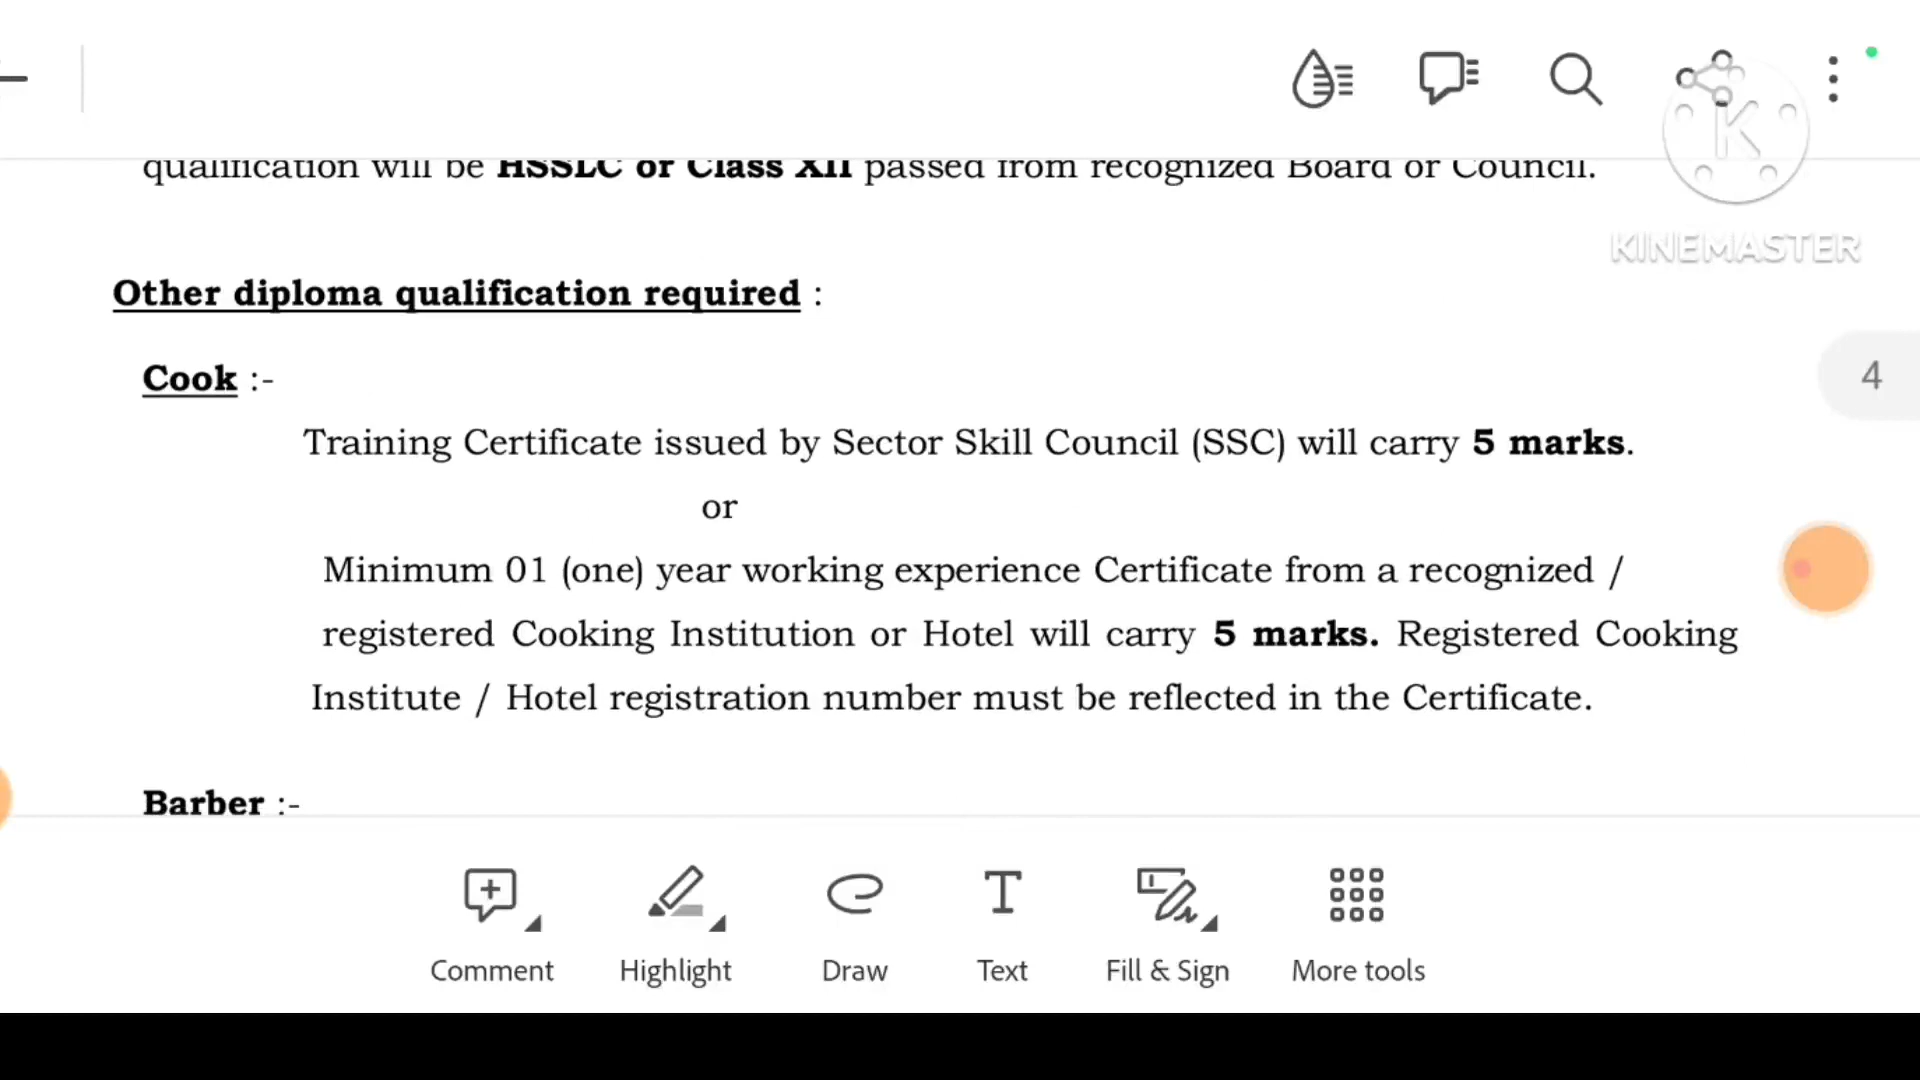 qualification will be HSSLC or Class XII passed from recognized Board or Council.
KINEMASTER
Other diploma qualification required :
Cook :-
4
Training Certificate issued by Sector Skill Council (SSC) will carry 5 marks.
or
Minimum 01 (one) year working experience Certificate from a recognized /
registered Cooking Institution or Hotel will carry 5 marks. Registered Cooking
Institute / Hotel registration number must be reflected in the Certificate.
Barber :-
Comment Highlight Draw Text Fill & Sign More tools